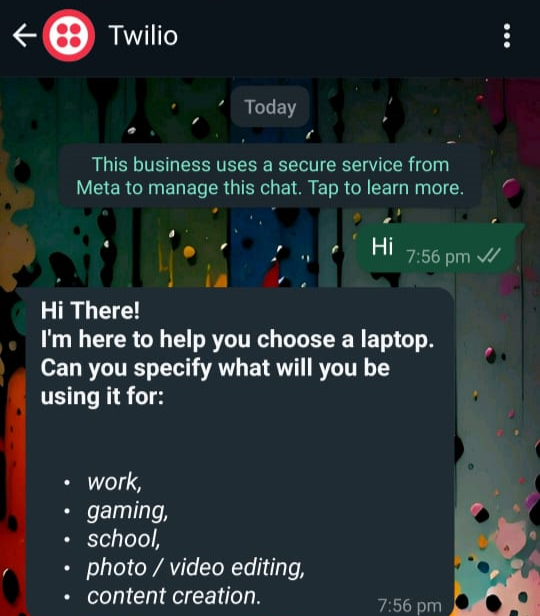 Twilio
Today
This business uses a secure service from
Meta to manage this chat. Tap to learn more.
Hi 7:56 pm
Hi There!
I'm here to help you choose a laptop.
Can you specify what will you be
using it for:
• work,
• gaming,
• school,
• photo / video editing,
• content creation.
7:56 pm